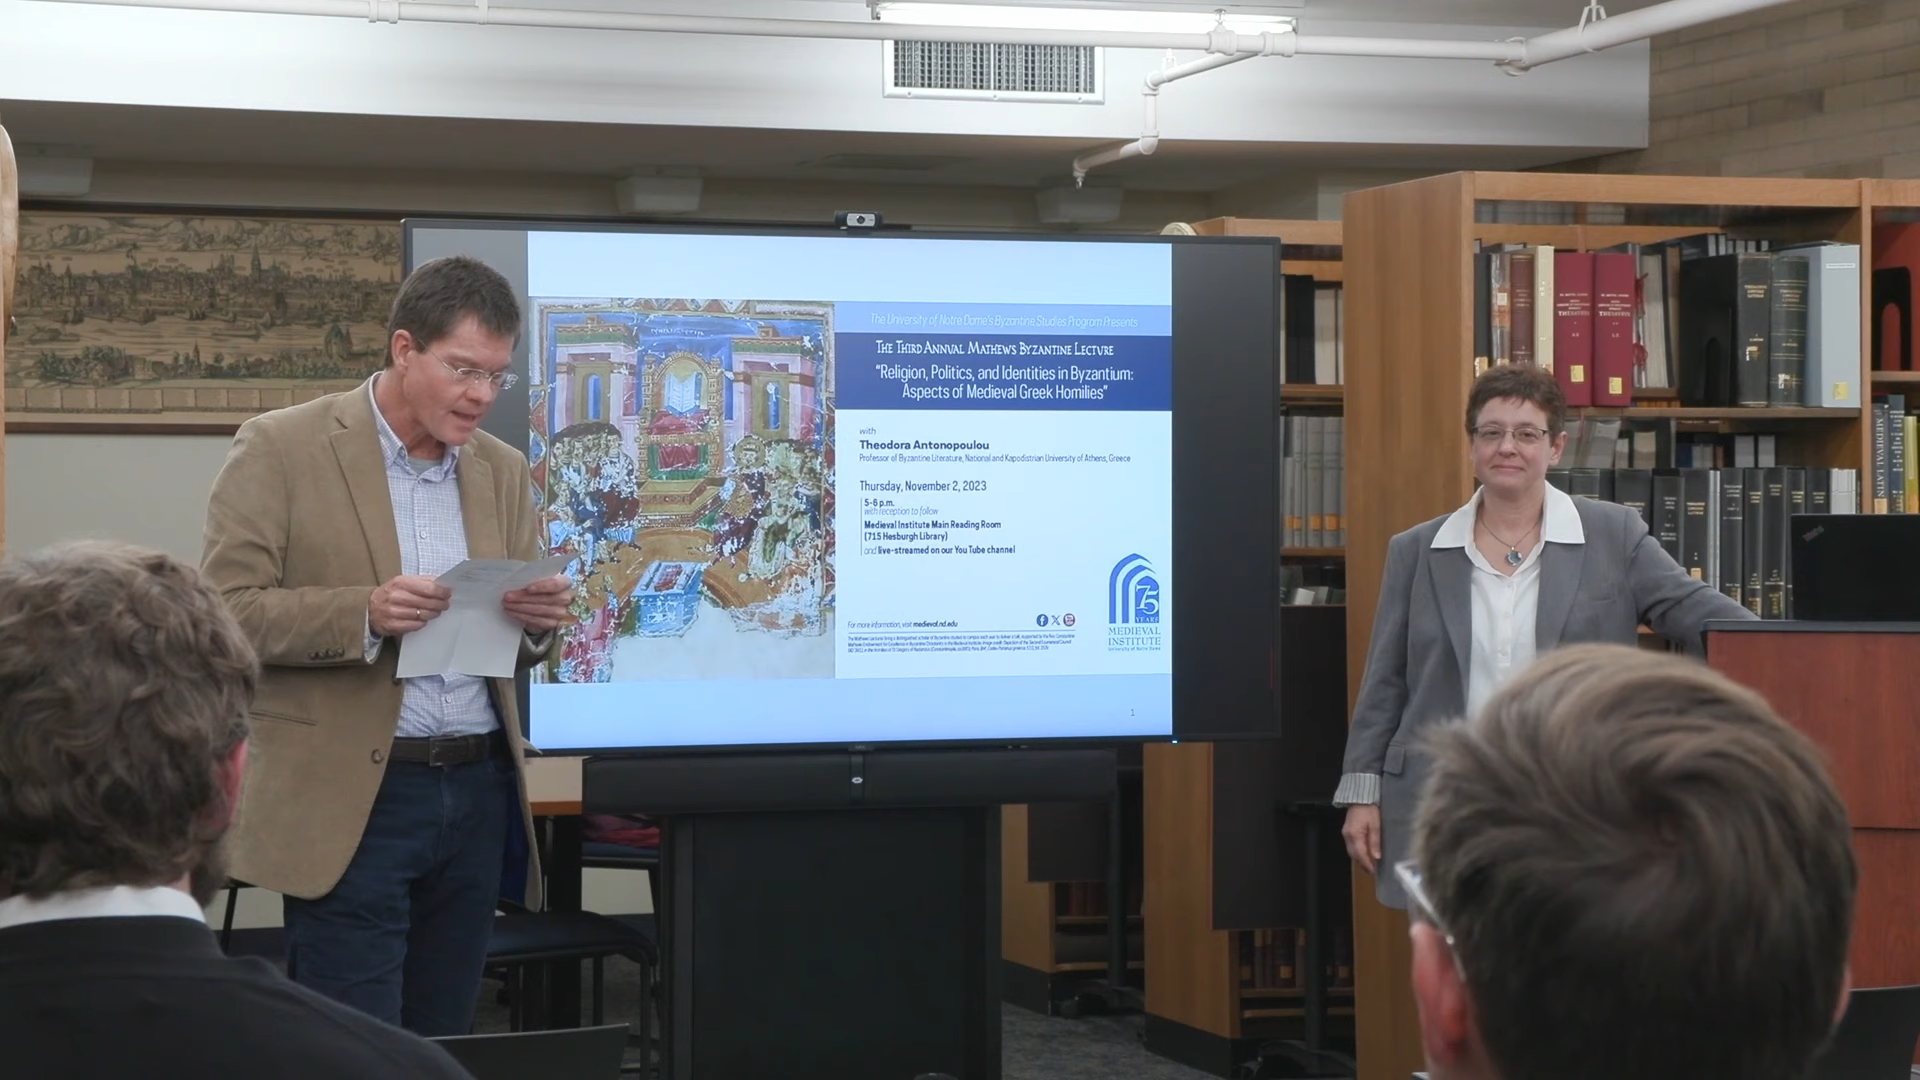 The University of Notre Dame's Byzantine Studies Program Presents
The Third Annual Mathews Byzantine Lecture
"Religion, Politics, and Identities in Byzantium:
Aspects of Medieval Greek Homilies"
with
Theodora Antonopoulou
Professor of Byzantine Literature, National and Kapodistrian University of Athens, Greece
Thursday, November 2, 2023
5-6 p.m.
with reception to follow
Medieval Institute Main Reading Room
(715 Hesburgh Library)
and live-streamed on our YouTube channel
75
YEARS
MEDIEVAL
INSTITUTE
University of Notre Dame
For more information, visit medieval.nd.edu
1
THESAURUS
THESAURUS
MEDIEVAL LATIN